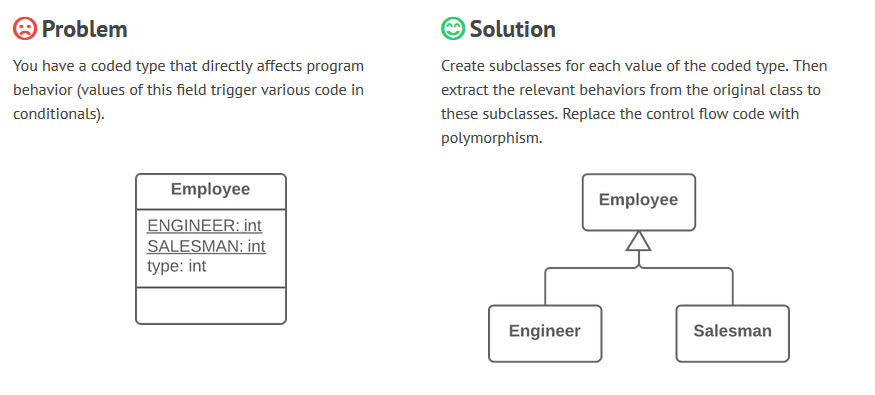 Problem
You have a coded type that directly affects program
behavior (values of this field trigger various code in
conditionals).
Employee
ENGINEER: int
SALESMAN: int
type: int
Solution
Create subclasses for each value of the coded type. Then
extract the relevant behaviors from the original class to
these subclasses. Replace the control flow code with
polymorphism.
Employee
Engineer
Salesman